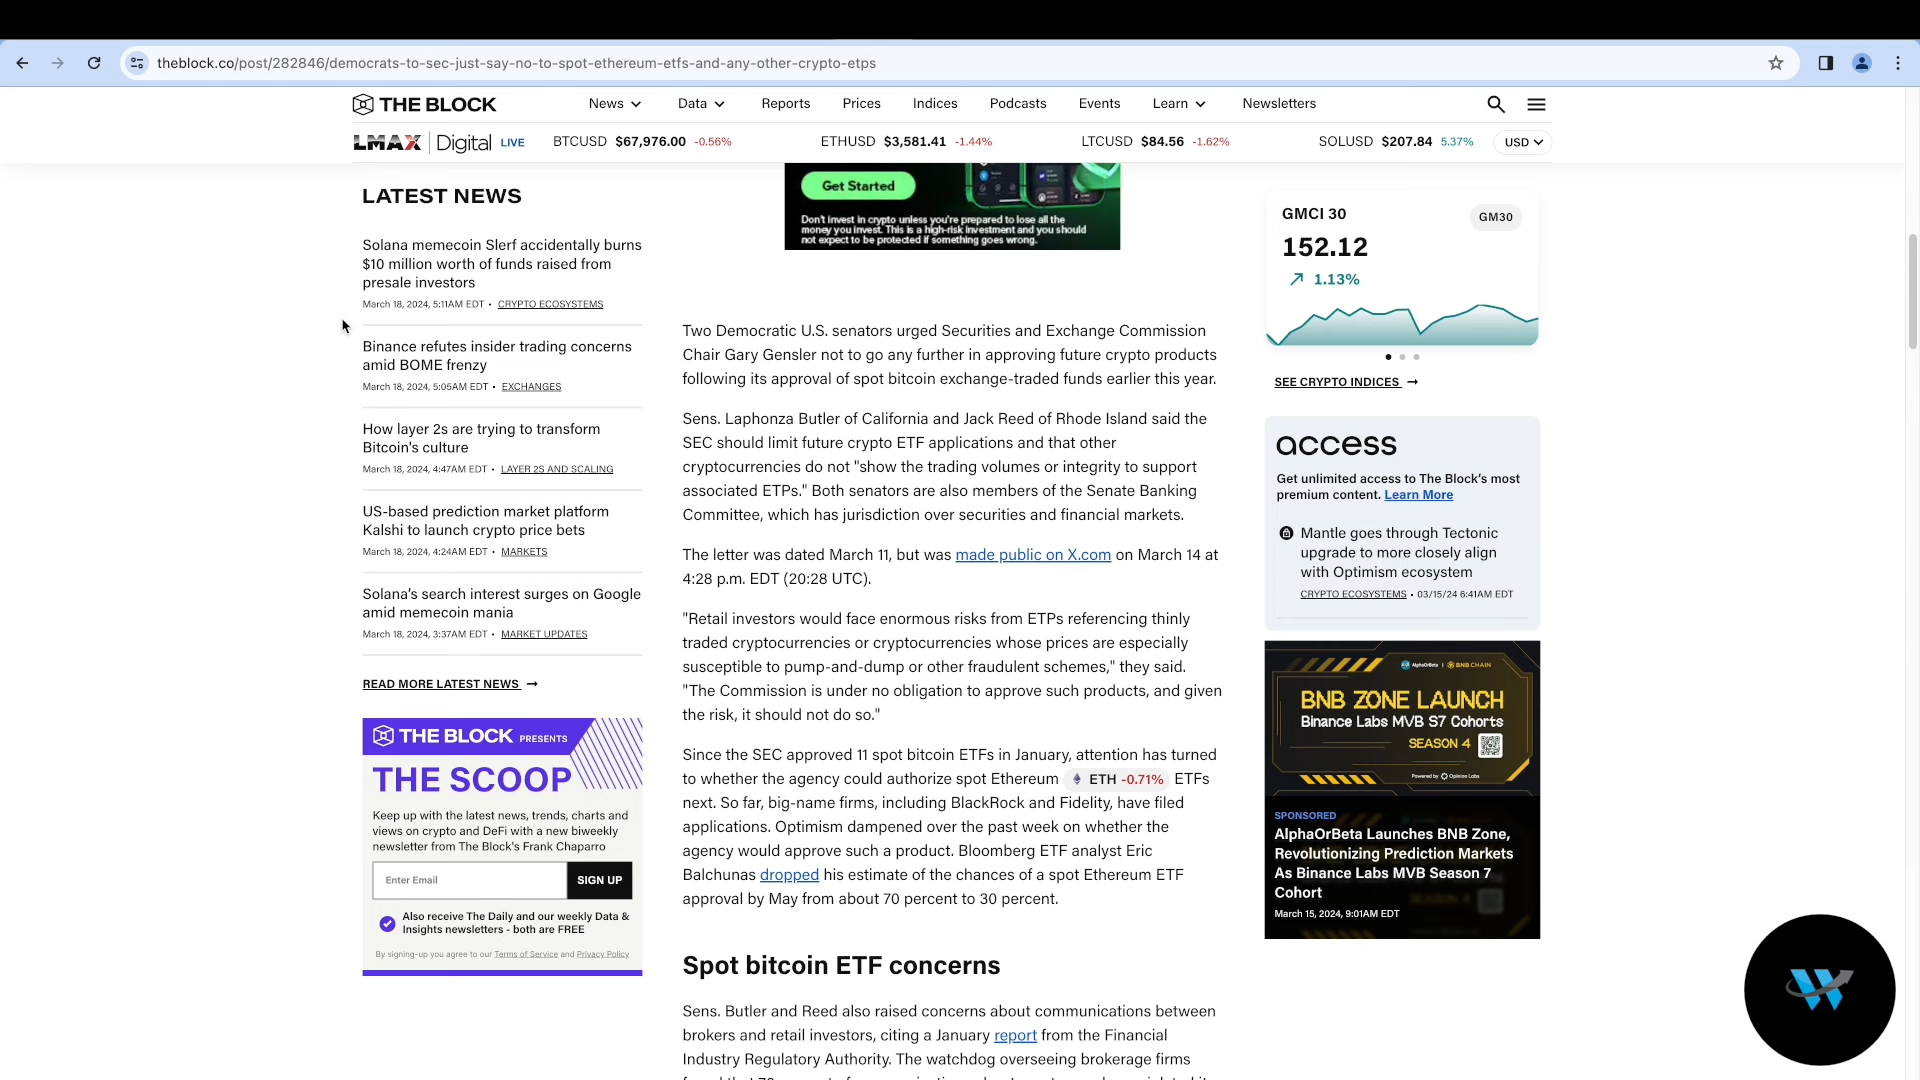 theblock.co/post/282846/democrats-to-sec-just-say-no-to-spot-ethereum-etfs-and-any-other-crypto-etps
THE BLOCK
News
Data
Reports
Prices
Indices
Podcasts
Events
Learn
Newsletters
LMAX Digital LIVE
BTCUSD $67,976.00 -0.56%
ETHUSD $3,581.41 -1.44%
LTCUSD $84.56 -1.62%
SOLUSD $207.84 5.37%
USD
LATEST NEWS
Solana memecoin Slerf accidentally burns
$10 million worth of funds raised from
presale investors
March 18, 2024, 5:11AM EDT • CRYPTO ECOSYSTEMS
Binance refutes insider trading concerns
amid BOME frenzy
March 18, 2024, 5:05AM EDT • EXCHANGES
How layer 2s are trying to transform
Bitcoin's culture
March 18, 2024, 4:47AM EDT • LAYER 2S AND SCALING
US-based prediction market platform
Kalshi to launch crypto price bets
March 18, 2024, 4:24AM EDT • MARKETS
Solana's search interest surges on Google
amid memecoin mania
March 18, 2024, 3:37AM EDT • MARKET UPDATES
READ MORE LATEST NEWS →
THE BLOCK PRESENTS
THE SCOOP
Keep up with the latest news, trends, charts and
views on crypto and DeFi with a new biweekly
newsletter from The Block's Frank Chaparro
Enter Email
SIGN UP
Also receive The Daily and our weekly Data &
Insights newsletters - both are FREE
By signing-up you agree to our Terms of Service and Privacy Policy
Get Started
Don't invest in crypto unless you're prepared to lose all the
money you invest. This is a high-risk investment and you should
not expect to be protected if something goes wrong.
Two Democratic U.S. senators urged Securities and Exchange Commission
Chair Gary Gensler not to go any further in approving future crypto products
following its approval of spot bitcoin exchange-traded funds earlier this year.
Sens. Laphonza Butler of California and Jack Reed of Rhode Island said the
SEC should limit future crypto ETF applications and that other
cryptocurrencies do not "show the trading volumes or integrity to support
associated ETPs." Both senators are also members of the Senate Banking
Committee, which has jurisdiction over securities and financial markets.
The letter was dated March 11, but was made public on X.com on March 14 at
4:28 p.m. EDT (20:28 UTC).
"Retail investors would face enormous risks from ETPs referencing thinly
traded cryptocurrencies or cryptocurrencies whose prices are especially
susceptible to pump-and-dump or other fraudulent schemes," they said.
"The Commission is under no obligation to approve such products, and given
the risk, it should not do so."
Since the SEC approved 11 spot bitcoin ETFs in January, attention has turned
to whether the agency could authorize spot Ethereum ETH -0.71% ETFs
next. So far, big-name firms, including BlackRock and Fidelity, have filed
applications. Optimism dampened over the past week on whether the
agency would approve such a product. Bloomberg ETF analyst Eric
Balchunas dropped his estimate of the chances of a spot Ethereum ETF
approval by May from about 70 percent to 30 percent.
Spot bitcoin ETF concerns
Sens. Butler and Reed also raised concerns about communications between
brokers and retail investors, citing a January report from the Financial
Industry Regulatory Authority. The watchdog overseeing brokerage firms
GMCI 30
GM30
152.12
1.13%
SEE CRYPTO INDICES →
access
Get unlimited access to The Block's most
premium content. Learn More
Mantle goes through Tectonic
upgrade to more closely align
with Optimism ecosystem
CRYPTO ECOSYSTEMS • 03/15/24 6:41AM EDT
AlphaOrBeta | BNB CHAIN
BNB ZONE LAUNCH
Binance Labs MVB S7 Cohorts
SEASON 4
Powered by Opinion Labs
SPONSORED
AlphaOrBeta Launches BNB Zone,
Revolutionizing Prediction Markets
As Binance Labs MVB Season 7
Cohort
March 15, 2024, 9:01AM EDT